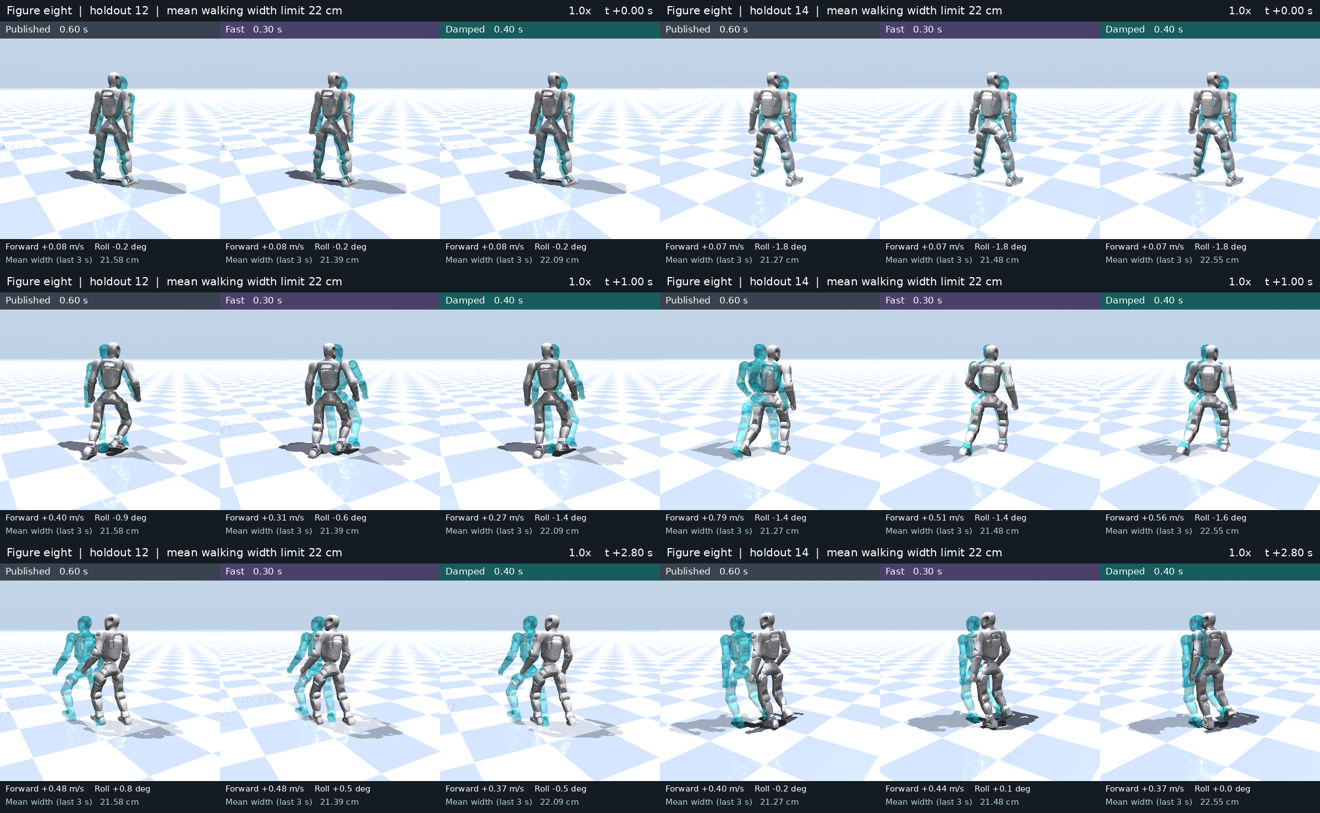 Figure eight | holdout 12 | mean walking width limit 22 cm 1.0x t +0.00 s
Published 0.60 s Fast 0.30 s Damped 0.40 s
Forward +0.08 m/s Roll -0.2 deg Forward +0.08 m/s Roll -0.2 deg Forward +0.08 m/s Roll -0.2 deg
Mean width (last 3 s) 21.58 cm Mean width (last 3 s) 21.39 cm Mean width (last 3 s) 22.09 cm
Figure eight | holdout 14 | mean walking width limit 22 cm 1.0x t +0.00 s
Published 0.60 s Fast 0.30 s Damped 0.40 s
Forward +0.07 m/s Roll -1.8 deg Forward +0.07 m/s Roll -1.8 deg Forward +0.07 m/s Roll -1.8 deg
Mean width (last 3 s) 21.27 cm Mean width (last 3 s) 21.48 cm Mean width (last 3 s) 22.55 cm
Figure eight | holdout 12 | mean walking width limit 22 cm 1.0x t +1.00 s
Published 0.60 s Fast 0.30 s Damped 0.40 s
Forward +0.40 m/s Roll -0.9 deg Forward +0.31 m/s Roll -0.6 deg Forward +0.27 m/s Roll -1.4 deg
Mean width (last 3 s) 21.58 cm Mean width (last 3 s) 21.39 cm Mean width (last 3 s) 22.09 cm
Figure eight | holdout 14 | mean walking width limit 22 cm 1.0x t +1.00 s
Published 0.60 s Fast 0.30 s Damped 0.40 s
Forward +0.79 m/s Roll -1.4 deg Forward +0.51 m/s Roll -1.4 deg Forward +0.56 m/s Roll -1.6 deg
Mean width (last 3 s) 21.27 cm Mean width (last 3 s) 21.48 cm Mean width (last 3 s) 22.55 cm
Figure eight | holdout 12 | mean walking width limit 22 cm 1.0x t +2.80 s
Published 0.60 s Fast 0.30 s Damped 0.40 s
Forward +0.48 m/s Roll +0.8 deg Forward +0.48 m/s Roll +0.5 deg Forward +0.37 m/s Roll -0.5 deg
Mean width (last 3 s) 21.58 cm Mean width (last 3 s) 21.39 cm Mean width (last 3 s) 22.09 cm
Figure eight | holdout 14 | mean walking width limit 22 cm 1.0x t +2.80 s
Published 0.60 s Fast 0.30 s Damped 0.40 s
Forward +0.40 m/s Roll -0.2 deg Forward +0.44 m/s Roll +0.1 deg Forward +0.37 m/s Roll +0.0 deg
Mean width (last 3 s) 21.27 cm Mean width (last 3 s) 21.48 cm Mean width (last 3 s) 22.55 cm